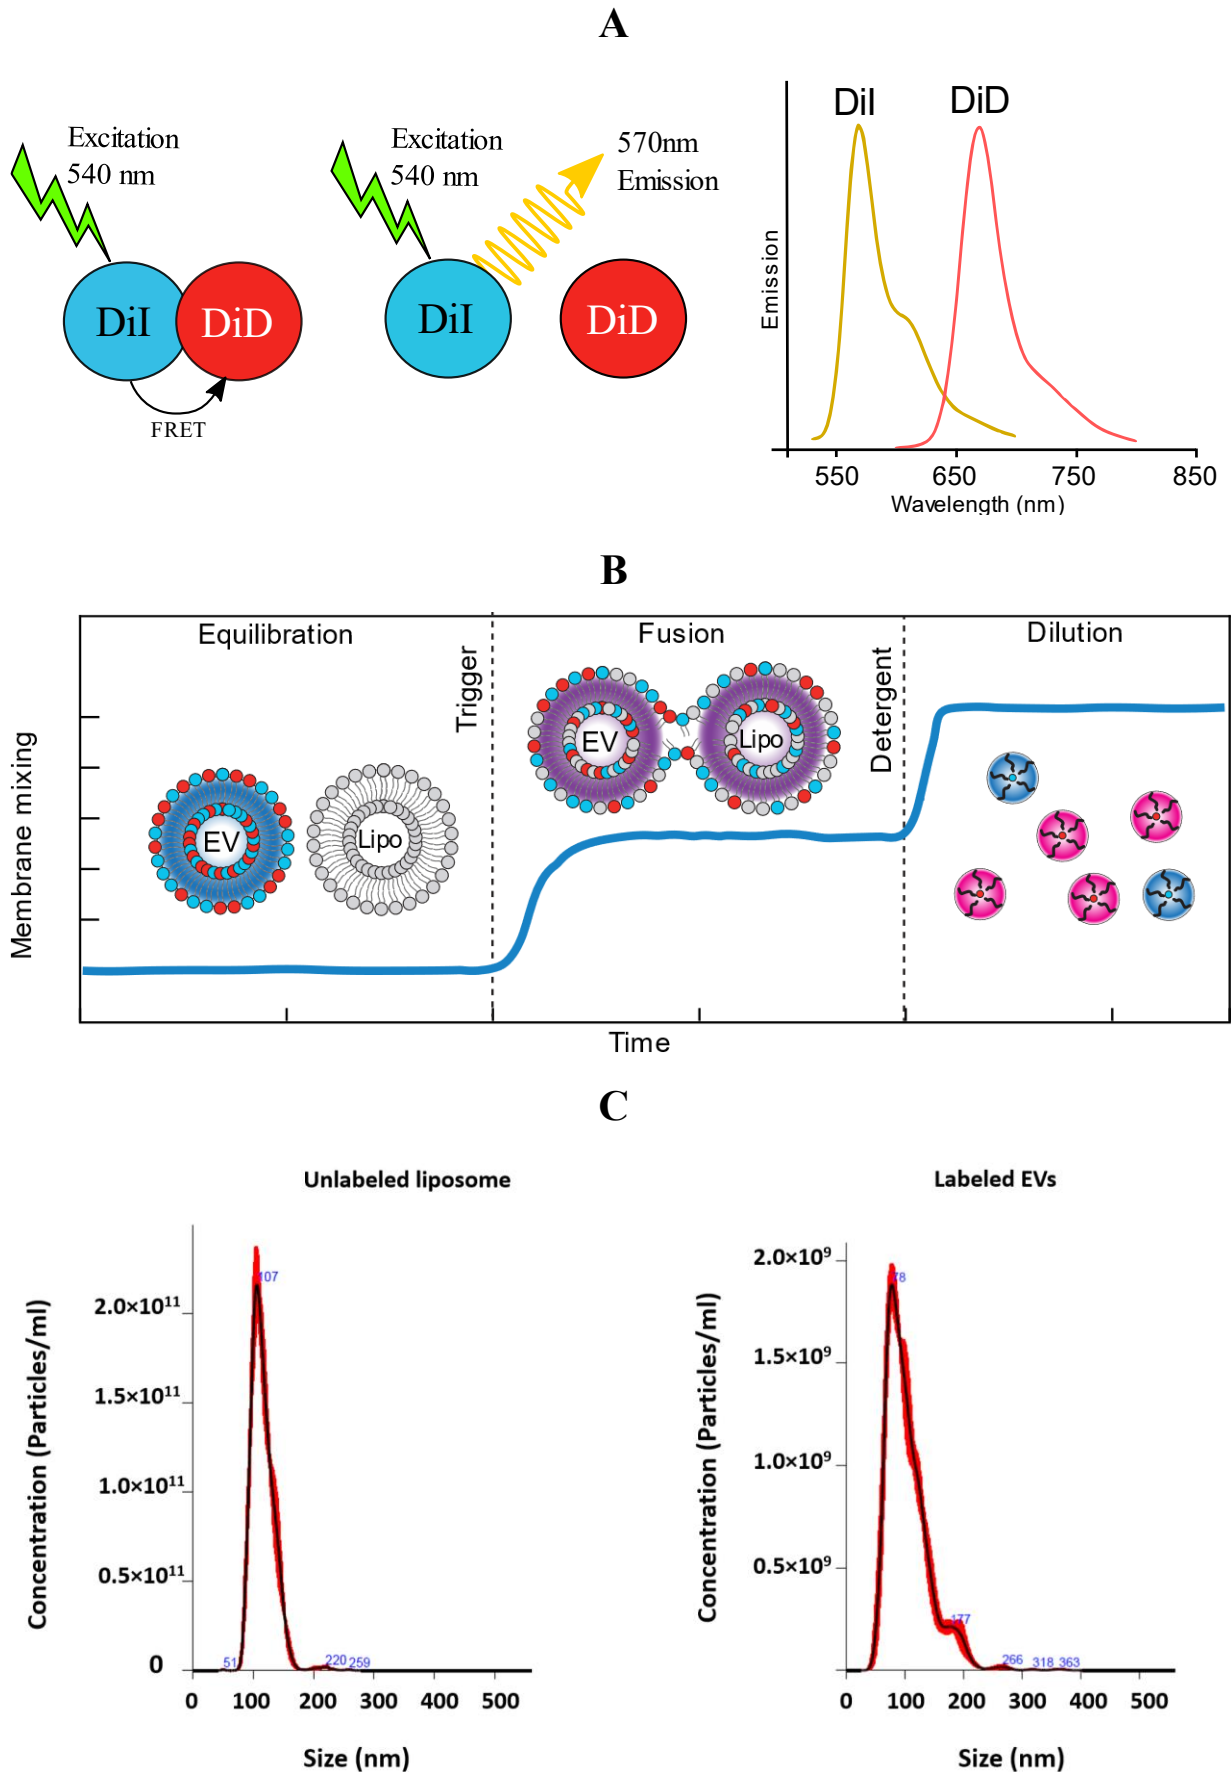 A
Excitation
540 nm
DiI
DiD
FRET
Excitation
540 nm
570nm
Emission
DiI
DiD
DiI
DiD
Emission
550
650
750
850
Wavelength (nm)
B
Equilibration
Trigger
Fusion
Detergent
Dilution
Membrane mixing
EV
Lipo
EV
Lipo
Time
C
Unlabeled liposome
Concentration (Particles/ml)
2.0×10¹¹
1.5×10¹¹
1.0×10¹¹
0.5×10¹¹
0
107
51
220
259
0
100
200
300
400
500
Size (nm)
Labeled EVs
Concentration (Particles/ml)
2.0×10⁹
1.5×10⁹
1.0×10⁹
0.5×10⁹
78
177
266
318
363
0
100
200
300
400
500
Size (nm)